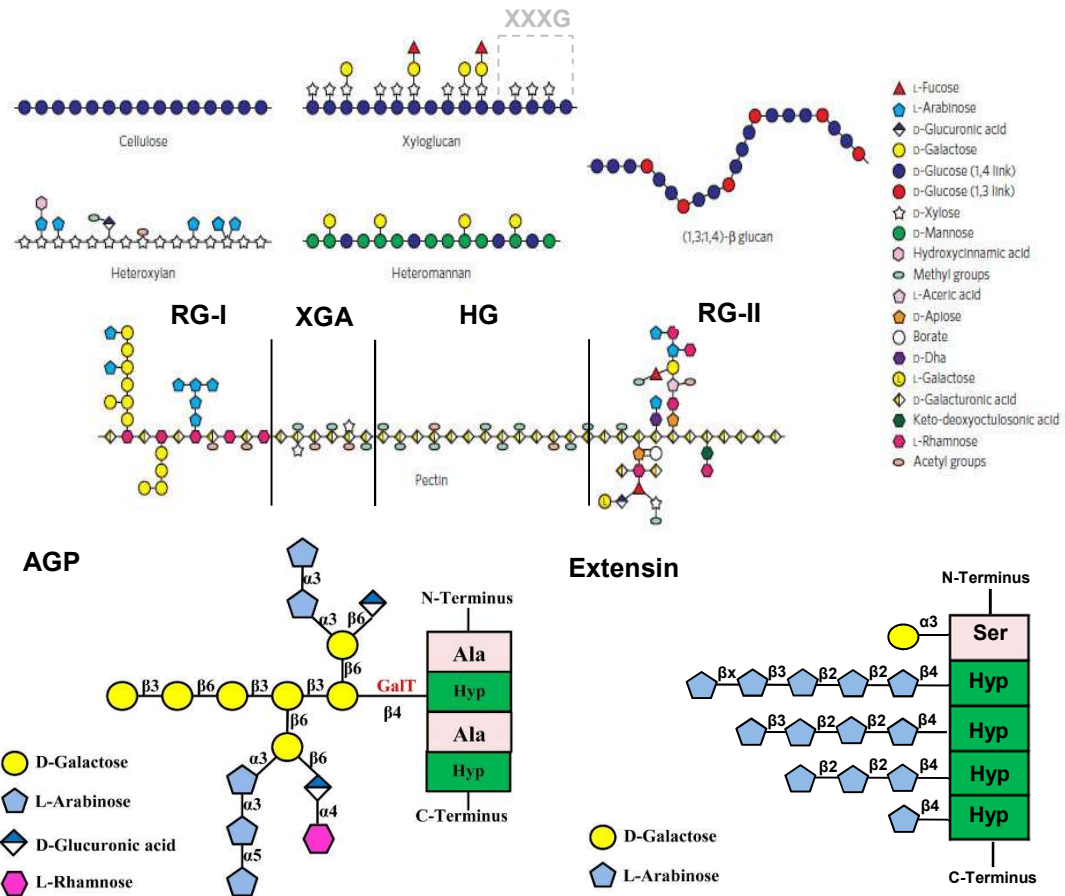 XXXG
Cellulose
Xyloglucan
Heteroxylan
Heteromannan
(1,3;1,4)-β glucan
L-Fucose
L-Arabinose
D-Glucuronic acid
D-Galactose
D-Glucose (1,4 link)
D-Glucose (1,3 link)
D-Xylose
D-Mannose
Hydroxycinnamic acid
Methyl groups
L-Aceric acid
D-Apiose
Borate
D-Dha
L-Galactose
D-Galacturonic acid
Keto-deoxyoctulosonic acid
L-Rhamnose
Acetyl groups
L
RG-I
XGA
HG
RG-II
Pectin
L
AGP
α3
α3
β6
β6
β3
β6
β3
β3
GalT
β4
β6
α3
β6
α3
α4
α5
N-Terminus
Ala
Hyp
Ala
Hyp
C-Terminus
D-Galactose
L-Arabinose
D-Glucuronic acid
L-Rhamnose
Extensin
N-Terminus
α3
Ser
βx
β3
β2
β2
β4
Hyp
β3
β2
β2
β4
Hyp
β2
β2
β4
Hyp
β4
Hyp
C-Terminus
D-Galactose
L-Arabinose